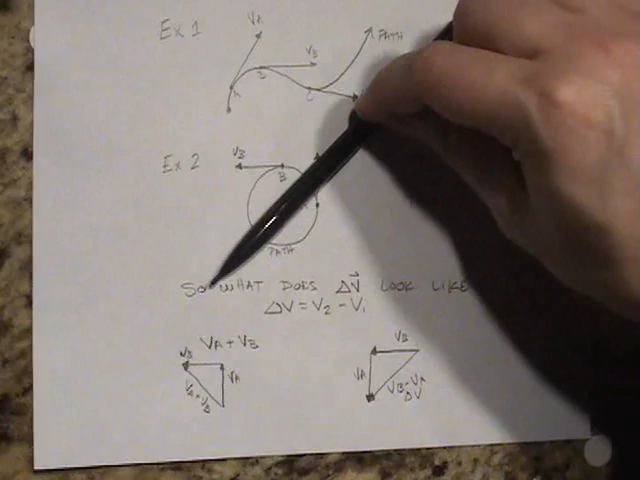 Ex 1
VA
VB
PATH
A
B
C
Ex 2
VB
B
PATH
SO WHAT DOES ΔV⃗ LOOK LIKE
ΔV = V₂ - V₁
VA + VB
VB
VA
VA+VB
VB
VA
VB-VA
ΔV